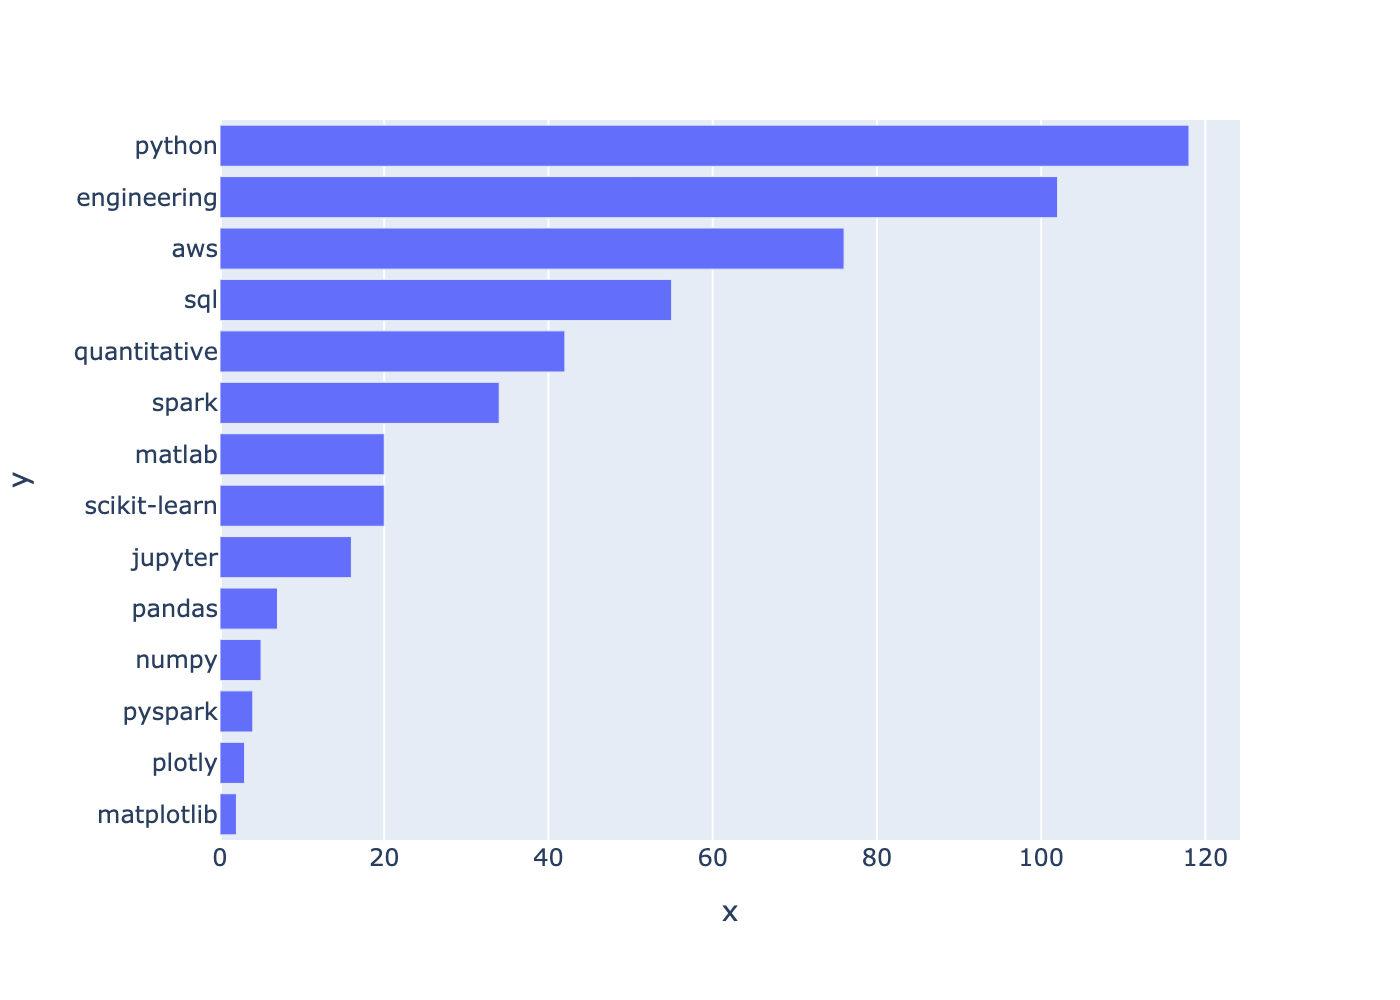 python
engineering
aws
sql
quantitative
spark
matlab
scikit-learn
jupyter
pandas
numpy
pyspark
plotly
matplotlib
y
0 20 40 60 80 100 120
x